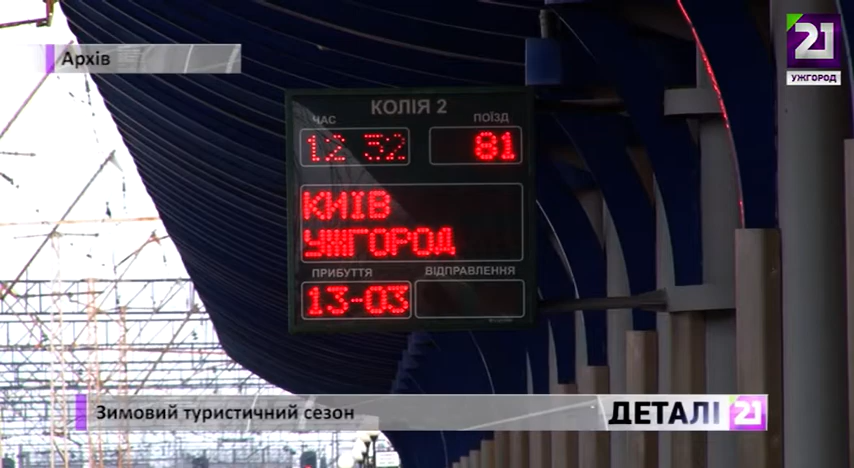 Архів
21
УЖГОРОД
КОЛІЯ 2
ЧАС ПОЇЗД
12 32 81
КИЇВ
УЖГОРОД
ПРИБУТТЯ ВІДПРАВЛЕННЯ
13-03
Зимовий туристичний сезон
ДЕТАЛІ 21